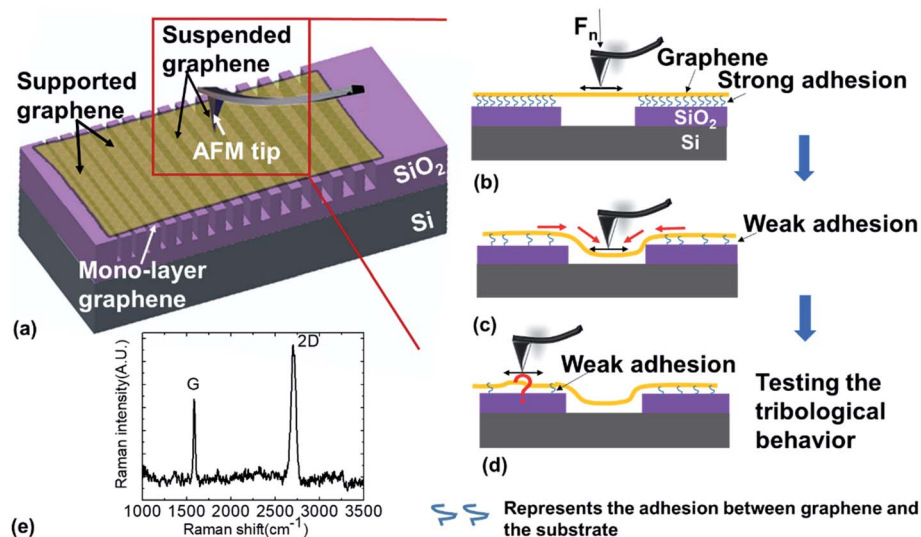 Supported
graphene
Suspended
graphene
AFM tip
SiO2
Si
Mono-layer
graphene
(a)
Fn
Graphene
Strong adhesion
SiO2
Si
(b)
Weak adhesion
(c)
Weak adhesion
?
(d)
Testing the
tribological
behavior
Raman intensity(A.U.)
G
2D
1000 1500 2000 2500 3000 3500
Raman shift(cm-1)
(e)
Represents the adhesion between graphene and
the substrate